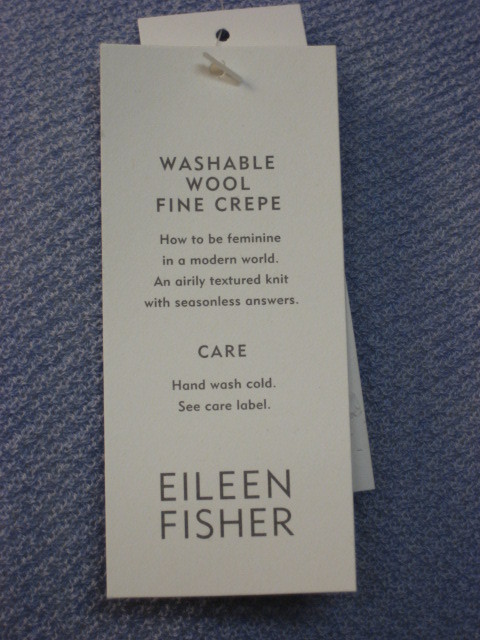 WASHABLE
WOOL
FINE CREPE
How to be feminine
in a modern world.
An airily textured knit
with seasonless answers.
CARE
Hand wash cold.
See care label.
EILEEN
FISHER